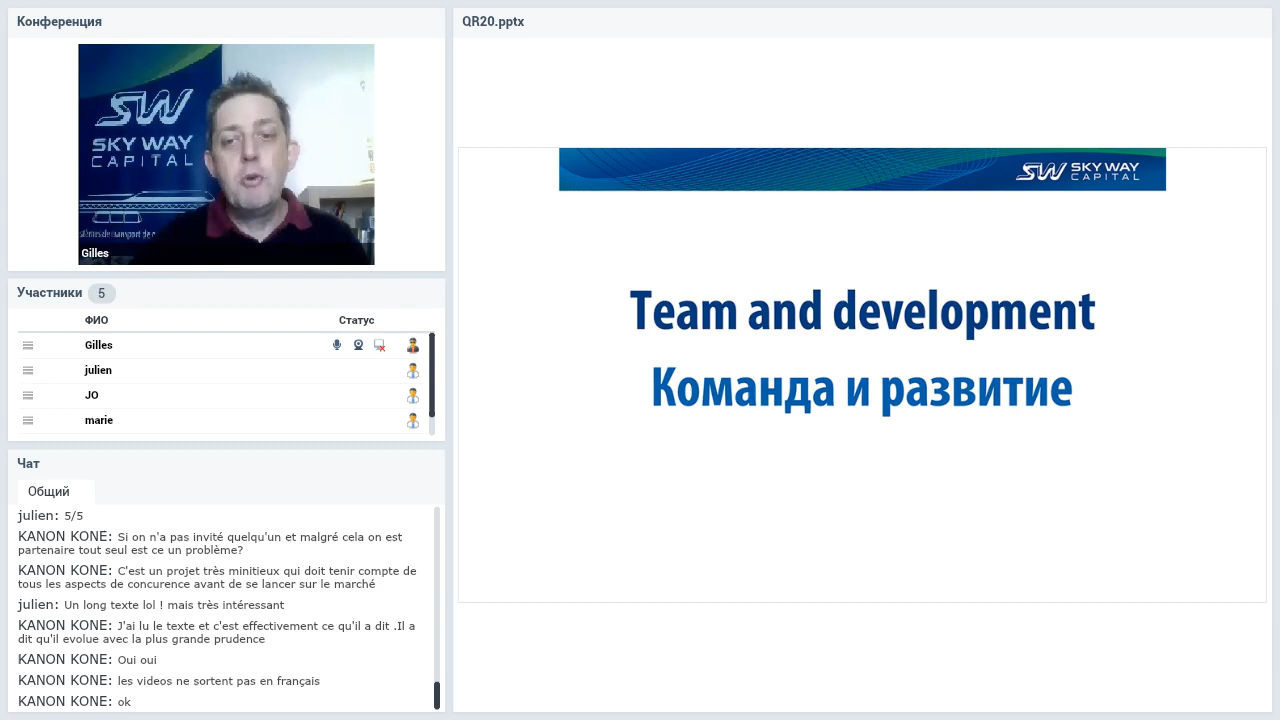 Конференция
SW
SKY WAY
CAPITAL
Gilles
Участники 5
ФИО Статус
Gilles
julien
JO
marie
Чат
Общий
julien: 5/5
KANON KONE: Si on n'a pas invité quelqu'un et malgré cela on est
partenaire tout seul est ce un problème?
KANON KONE: C'est un projet très minitieux qui doit tenir compte de
tous les aspects de concurence avant de se lancer sur le marché
julien: Un long texte lol ! mais très intéressant
KANON KONE: J'ai lu le texte et c'est effectivement ce qu'il a dit .Il a
dit qu'il evolue avec la plus grande prudence
KANON KONE: Oui oui
KANON KONE: les videos ne sortent pas en français
KANON KONE: ok
QR20.pptx
SW SKY WAY
CAPITAL
Team and development
Команда и развитие